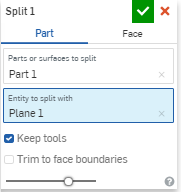 Split 1
Part Face
Parts or surfaces to split
Part 1
Entity to split with
Plane 1
Keep tools
Trim to face boundaries